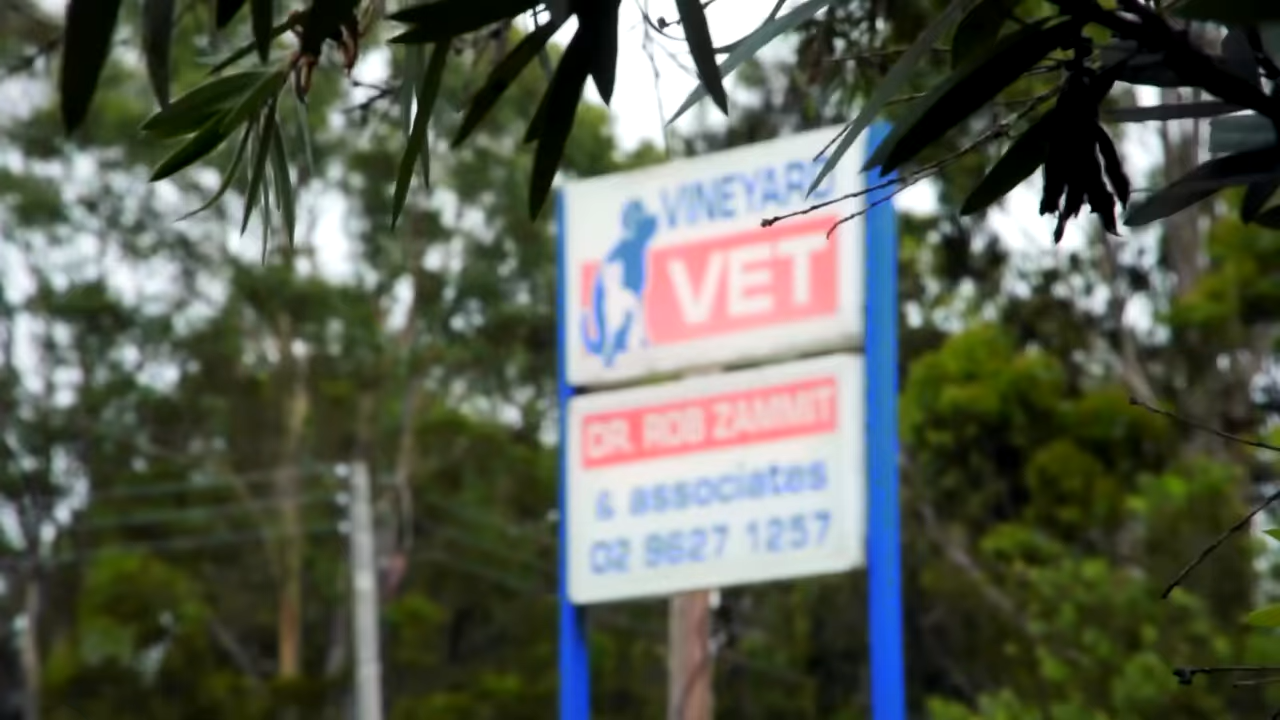 VINEYARD
VET
DR. ROB ZAMMIT
& associates
02 9627 1257